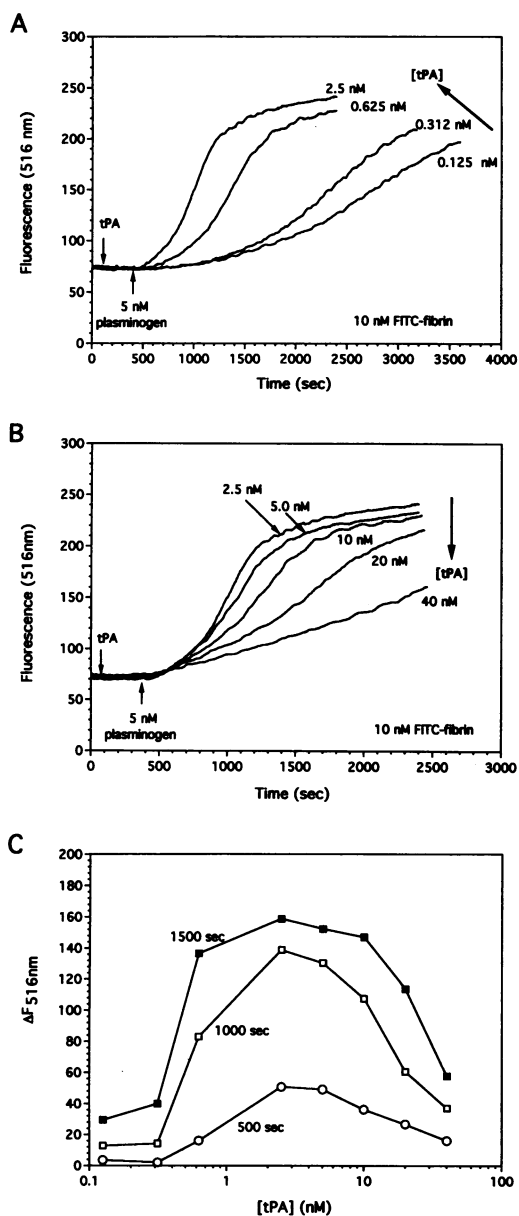 A
300
250
200
150
100
50
0
Fluorescence (516 nm)
2.5 nM
0.625 nM
[tPA]
0.312 nM
0.125 nM
tPA
5 nM
plasminogen
10 nM FITC-fibrin
0 500 1000 1500 2000 2500 3000 3500 4000
Time (sec)
B
300
250
200
150
100
50
0
Fluorescence (516nm)
2.5 nM
5.0 nM
10 nM
20 nM
[tPA]
40 nM
tPA
5 nM
plasminogen
10 nM FITC-fibrin
0 500 1000 1500 2000 2500 3000
Time (sec)
C
200
180
160
140
120
100
80
60
40
20
0
ΔF516nm
1500 sec
1000 sec
500 sec
0.1 1 10 100
[tPA] (nM)